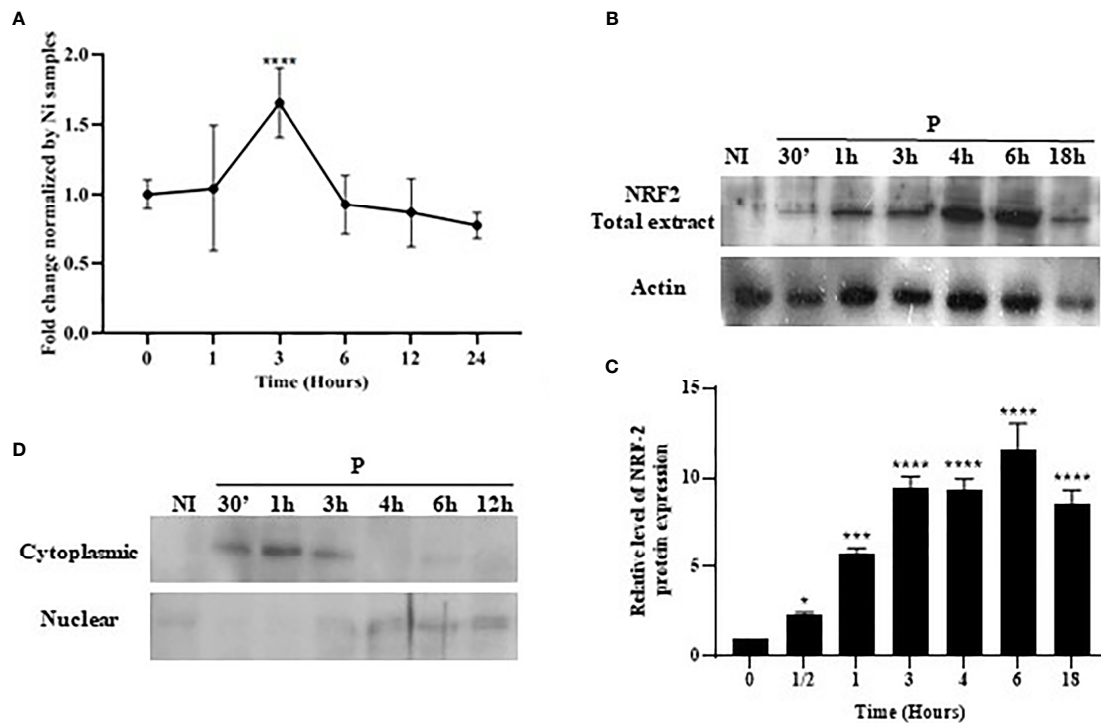 A
Fold change normalized by Ni samples
2.0
1.5
1.0
0.5
0.0
****
0 1 3 6 12 24
Time (Hours)
B
P
NI 30’ 1h 3h 4h 6h 18h
NRF2
Total extract
Actin
C
Relative level of NRF-2
protein expression
15
10
5
0
* *** **** **** **** ****
0 1/2 1 3 4 6 18
Time (Hours)
D
P
NI 30’ 1h 3h 4h 6h 12h
Cytoplasmic
Nuclear